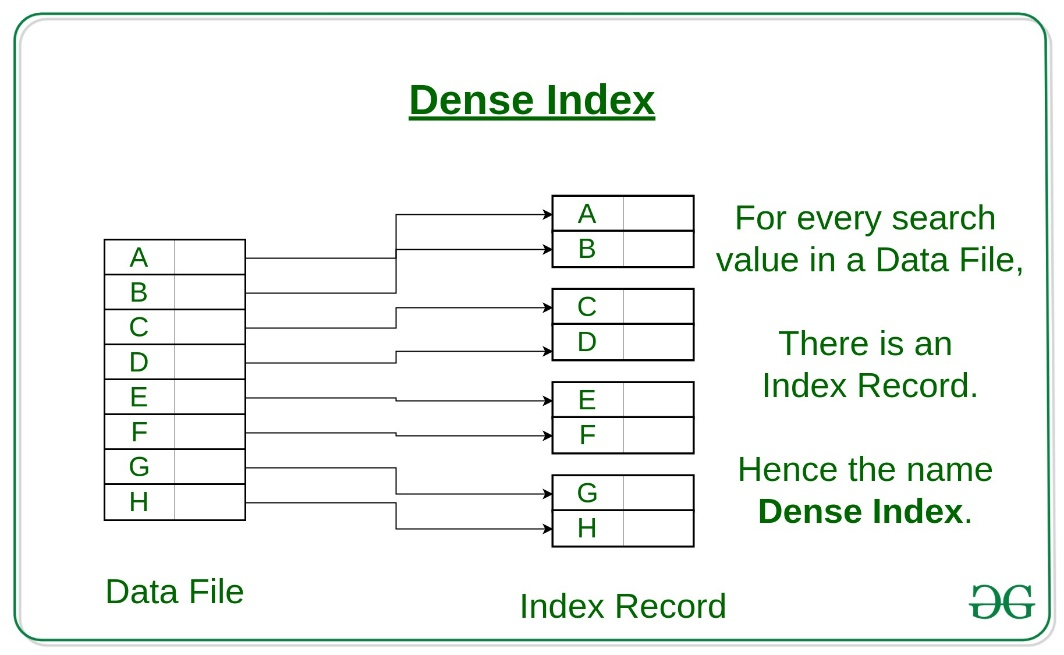 Dense Index
A
B
C
D
E
F
G
H
Data File
A
B
C
D
E
F
G
H
Index Record
For every search
value in a Data File,
There is an
Index Record.
Hence the name
Dense Index.